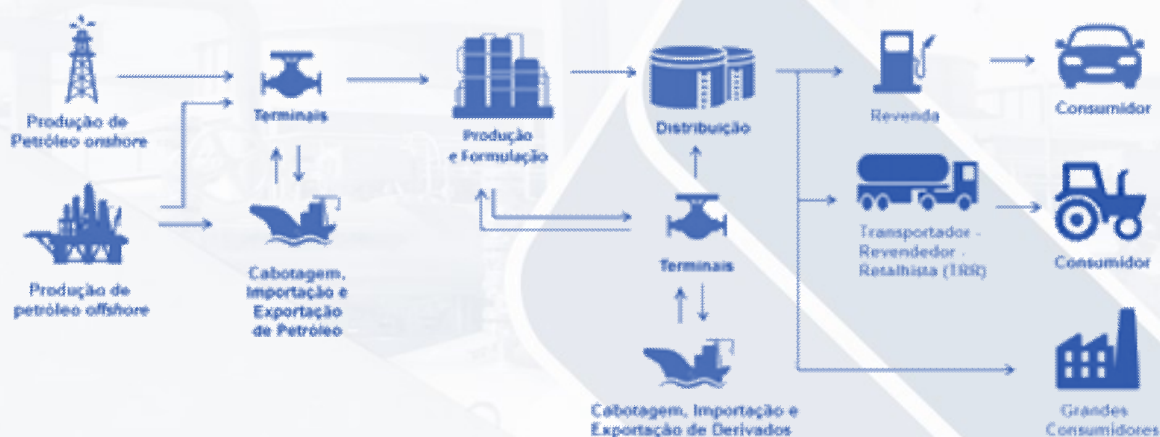 Produção de
Petróleo onshore
Produção de
petróleo offshore
Terminais
Cabotagem,
Importação e
Exportação
de Petróleo
Produção
e Formulação
Distribuição
Terminais
Cabotagem, Importação e
Exportação de Derivados
Revenda
Consumidor
Transportador -
Revendedor -
Retalhista (TRR)
Consumidor
Grandes
Consumidores